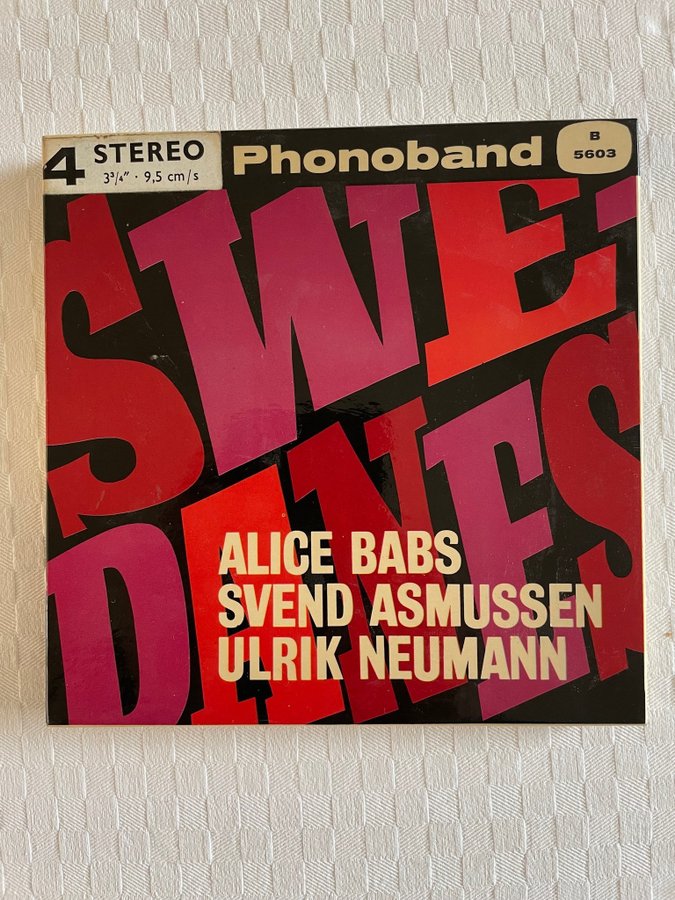 4 STEREO
3³/₄" · 9,5 cm/s
Phonoband
B
5603
SWE-
DANES
ALICE BABS
SVEND ASMUSSEN
ULRIK NEUMANN